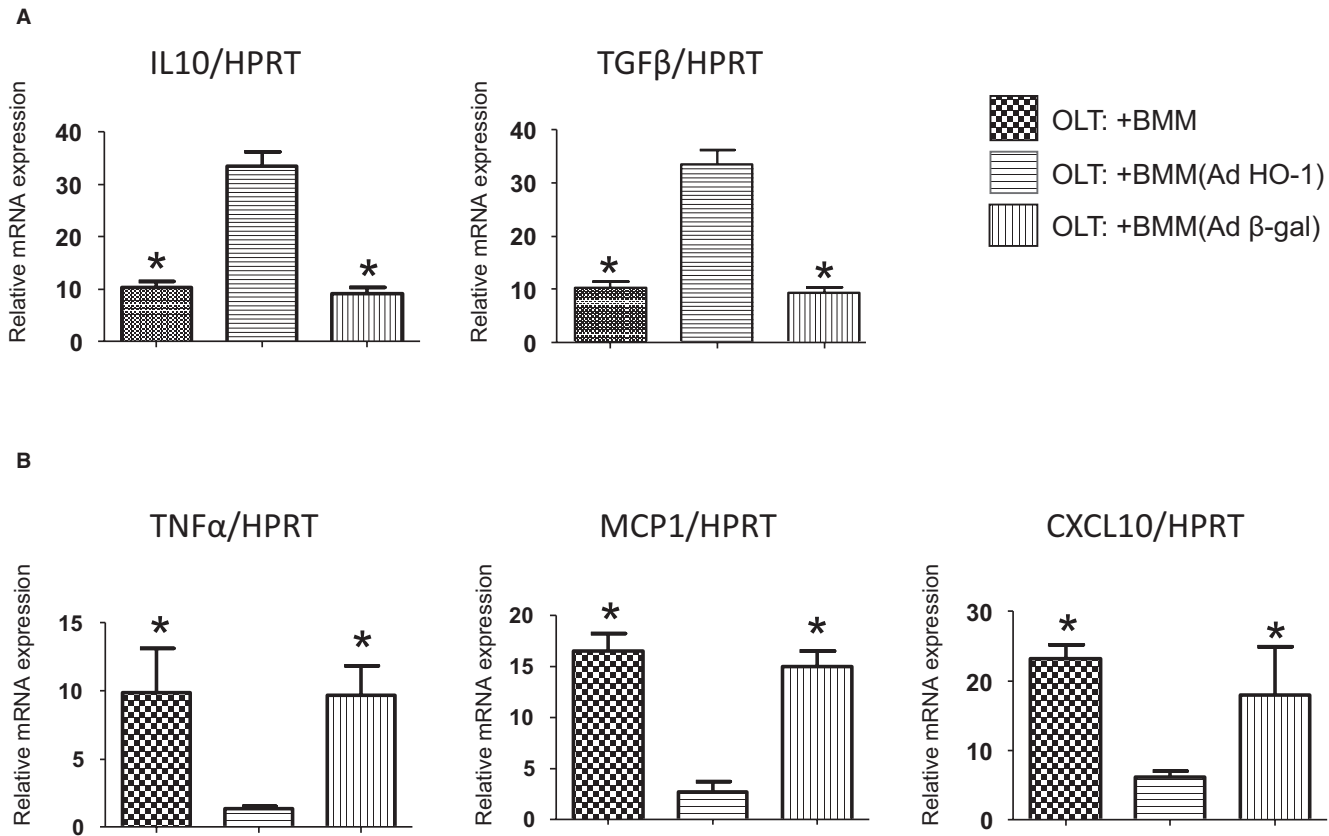 A
IL10/HPRT
Relative mRNA expression
40
30
20
10
0
*
*
TGFβ/HPRT
Relative mRNA expression
40
30
20
10
0
*
*
OLT: +BMM
OLT: +BMM(Ad HO-1)
OLT: +BMM(Ad β-gal)
B
TNFα/HPRT
Relative mRNA expression
15
10
5
0
*
*
MCP1/HPRT
Relative mRNA expression
20
15
10
5
0
*
*
CXCL10/HPRT
Relative mRNA expression
30
20
10
0
*
*